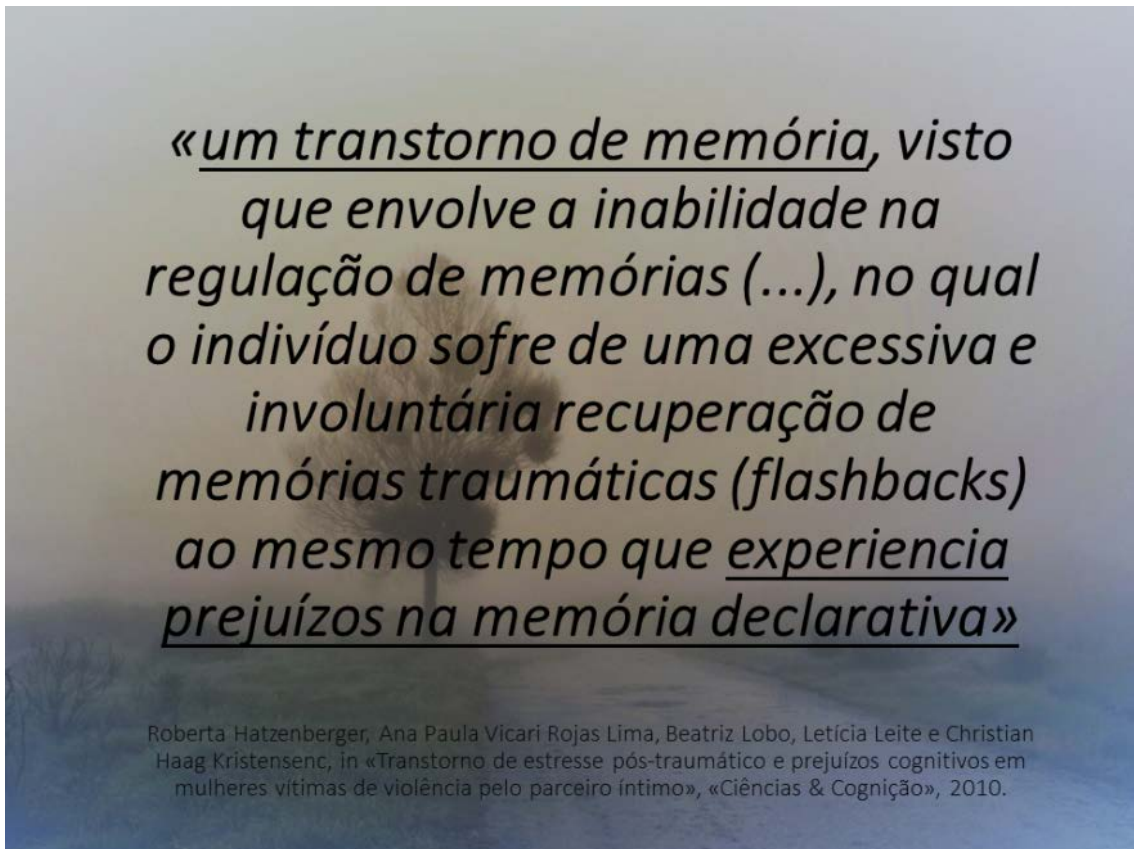 «um transtorno de memória, visto
que envolve a inabilidade na
regulação de memórias (...), no qual
o indivíduo sofre de uma excessiva e
involuntária recuperação de
memórias traumáticas (flashbacks)
ao mesmo tempo que experiencia
prejuízos na memória declarativa»
Roberta Hatzenberger, Ana Paula Vicari Rojas Lima, Beatriz Lobo, Letícia Leite e Christian
Haag Kristensenc, in «Transtorno de estresse pós-traumático e prejuízos cognitivos em
mulheres vítimas de violência pelo parceiro íntimo», «Ciências & Cognição», 2010.